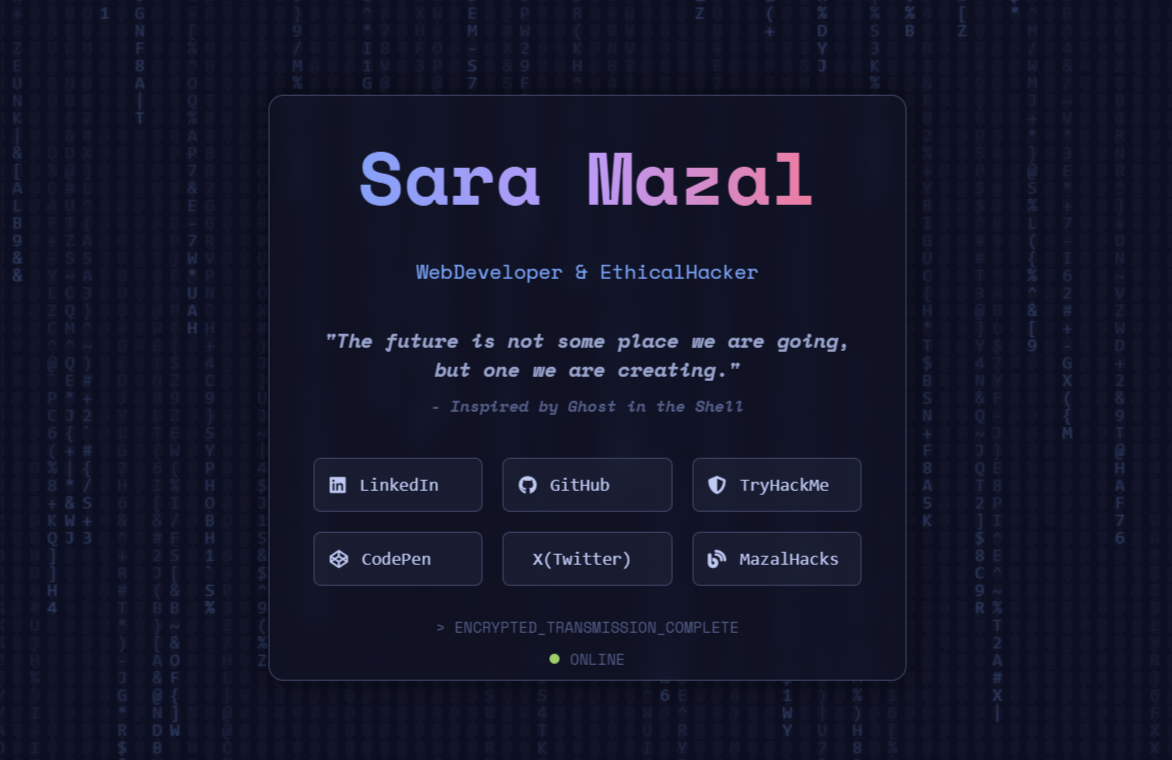 Sara Mazal
WebDeveloper & EthicalHacker
"The future is not some place we are going,
but one we are creating."
- Inspired by Ghost in the Shell
LinkedIn
GitHub
TryHackMe
CodePen
X(Twitter)
MazalHacks
> ENCRYPTED_TRANSMISSION_COMPLETE
ONLINE